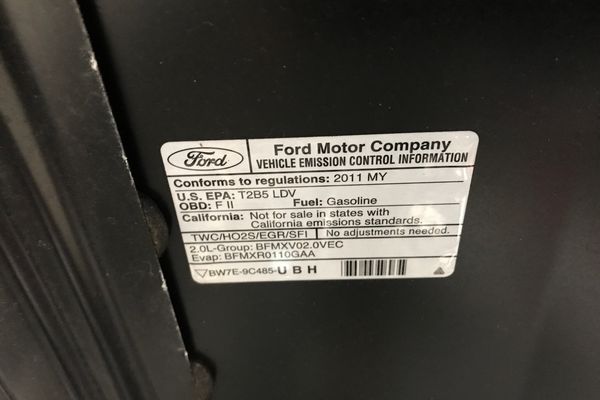 Ford
Ford Motor Company
VEHICLE EMISSION CONTROL INFORMATION
Conforms to regulations: 2011 MY
U.S. EPA: T2B5 LDV
OBD: F II
Fuel: Gasoline
California: Not for sale in states with
California emissions standards.
TWC/HO2S/EGR/SFI
No adjustments needed.
2.0L-Group: BFMXV02.0VEC
Evap: BFMXR0110GAA
BW7E-9C485-U B H